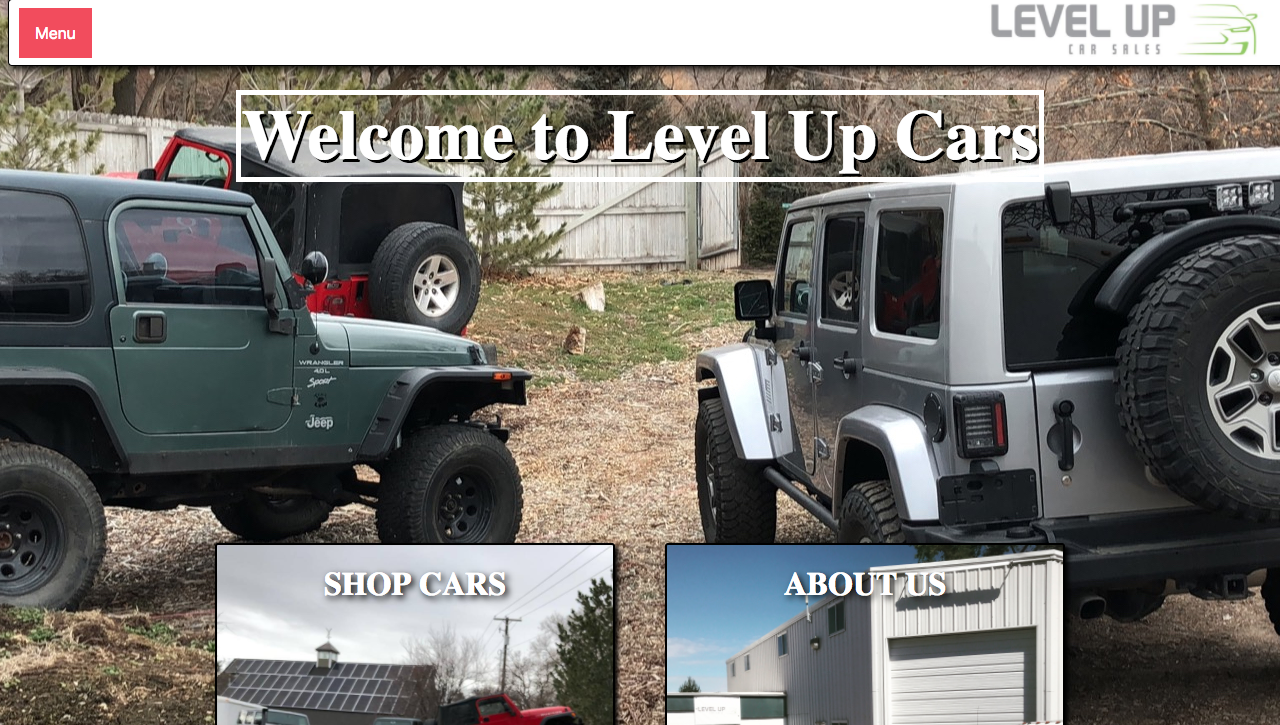 Menu
LEVEL UP
CAR SALES
Welcome to Level Up Cars
WRANGLER
4.0L
Sport
Jeep
SHOP CARS
ABOUT US
LEVEL UP